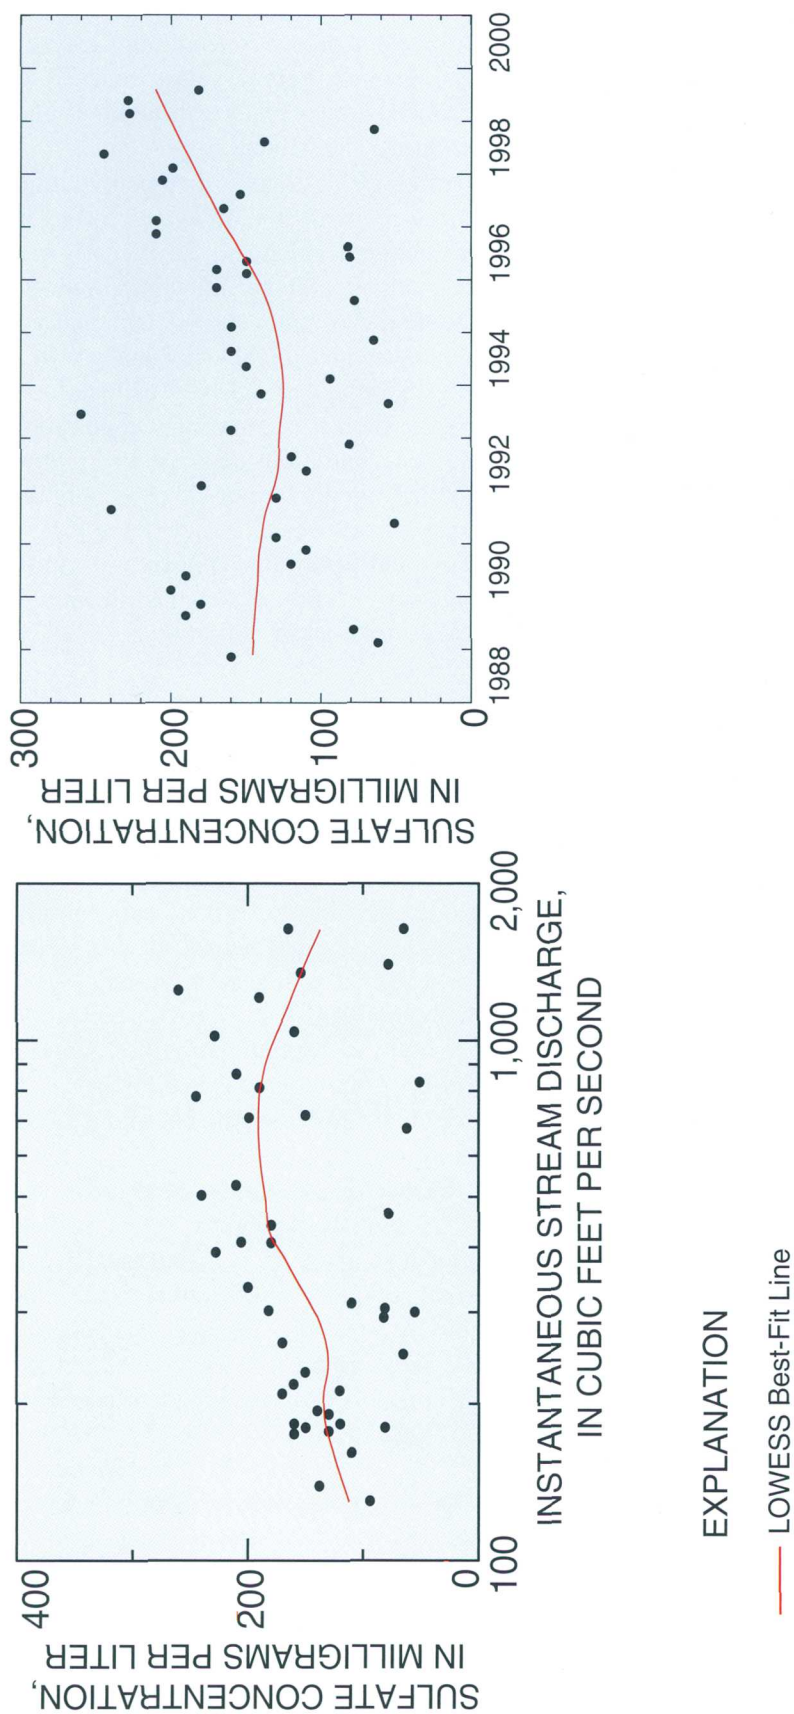 SULFATE CONCENTRATION,
IN MILLIGRAMS PER LITER
400
200
0
100
1,000
2,000
INSTANTANEOUS STREAM DISCHARGE,
IN CUBIC FEET PER SECOND
SULFATE CONCENTRATION,
IN MILLIGRAMS PER LITER
300
200
100
0
1988
1990
1992
1994
1996
1998
2000
EXPLANATION
LOWESS Best-Fit Line